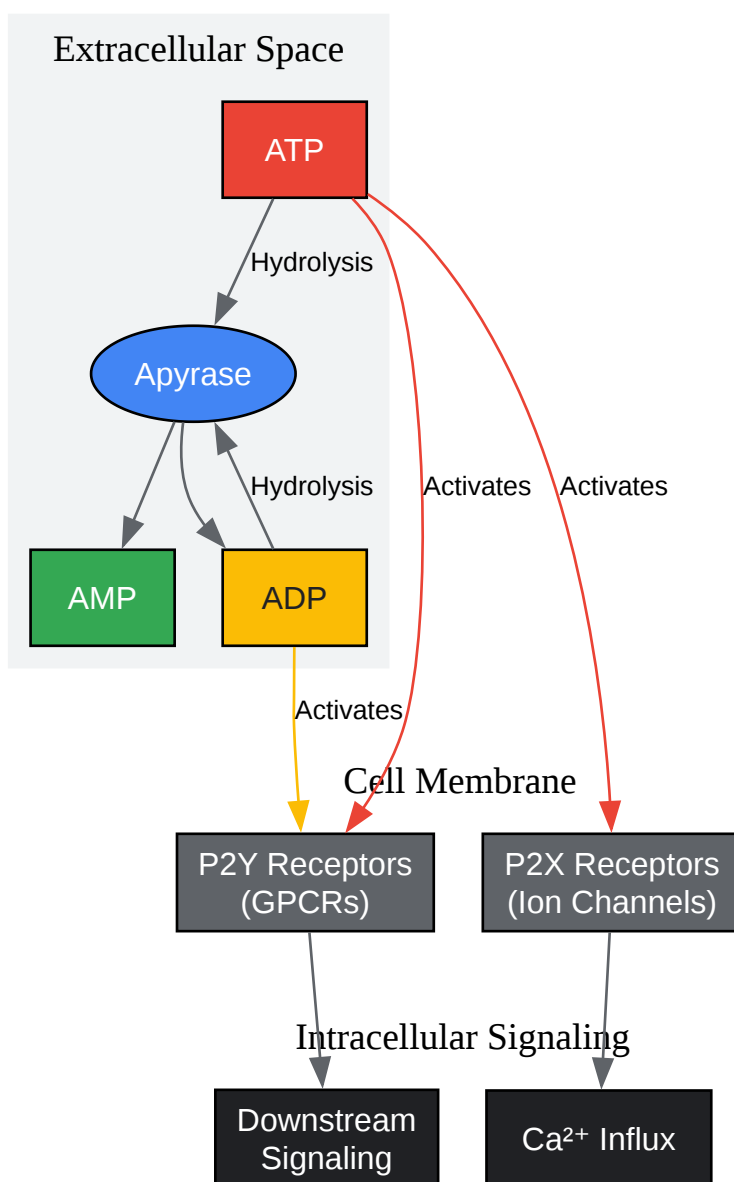 Extracellular Space
ATP
Hydrolysis
Apyrase
Hydrolysis
Activates
Activates
AMP
ADP
Activates
Cell Membrane
P2Y Receptors
(GPCRs)
P2X Receptors
(Ion Channels)
Intracellular Signaling
Downstream
Signaling
Ca²⁺ Influx